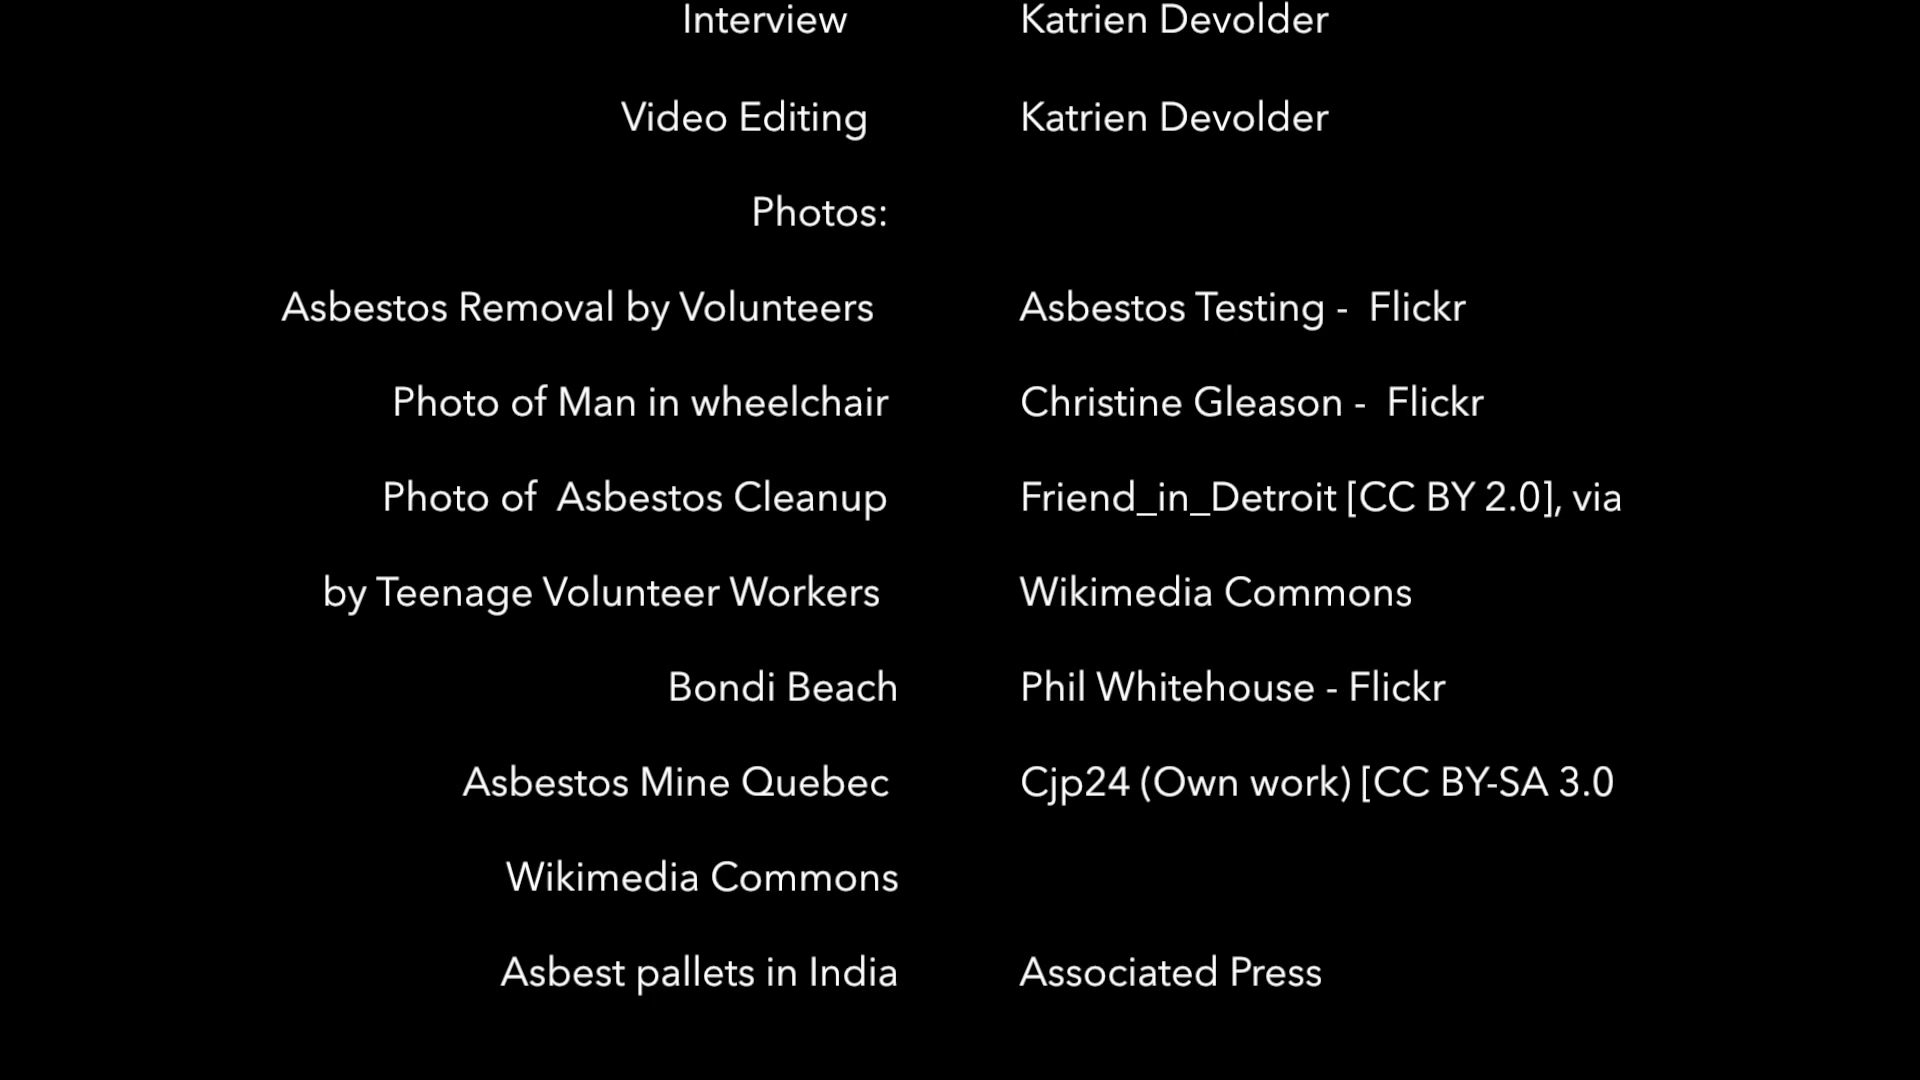 Interview Katrien Devolder
Video Editing Katrien Devolder
Photos:
Asbestos Removal by Volunteers Asbestos Testing - Flickr
Photo of Man in wheelchair Christine Gleason - Flickr
Photo of Asbestos Cleanup Friend_in_Detroit [CC BY 2.0], via
by Teenage Volunteer Workers Wikimedia Commons
Bondi Beach Phil Whitehouse - Flickr
Asbestos Mine Quebec Cjp24 (Own work) [CC BY-SA 3.0
Wikimedia Commons
Asbest pallets in India Associated Press